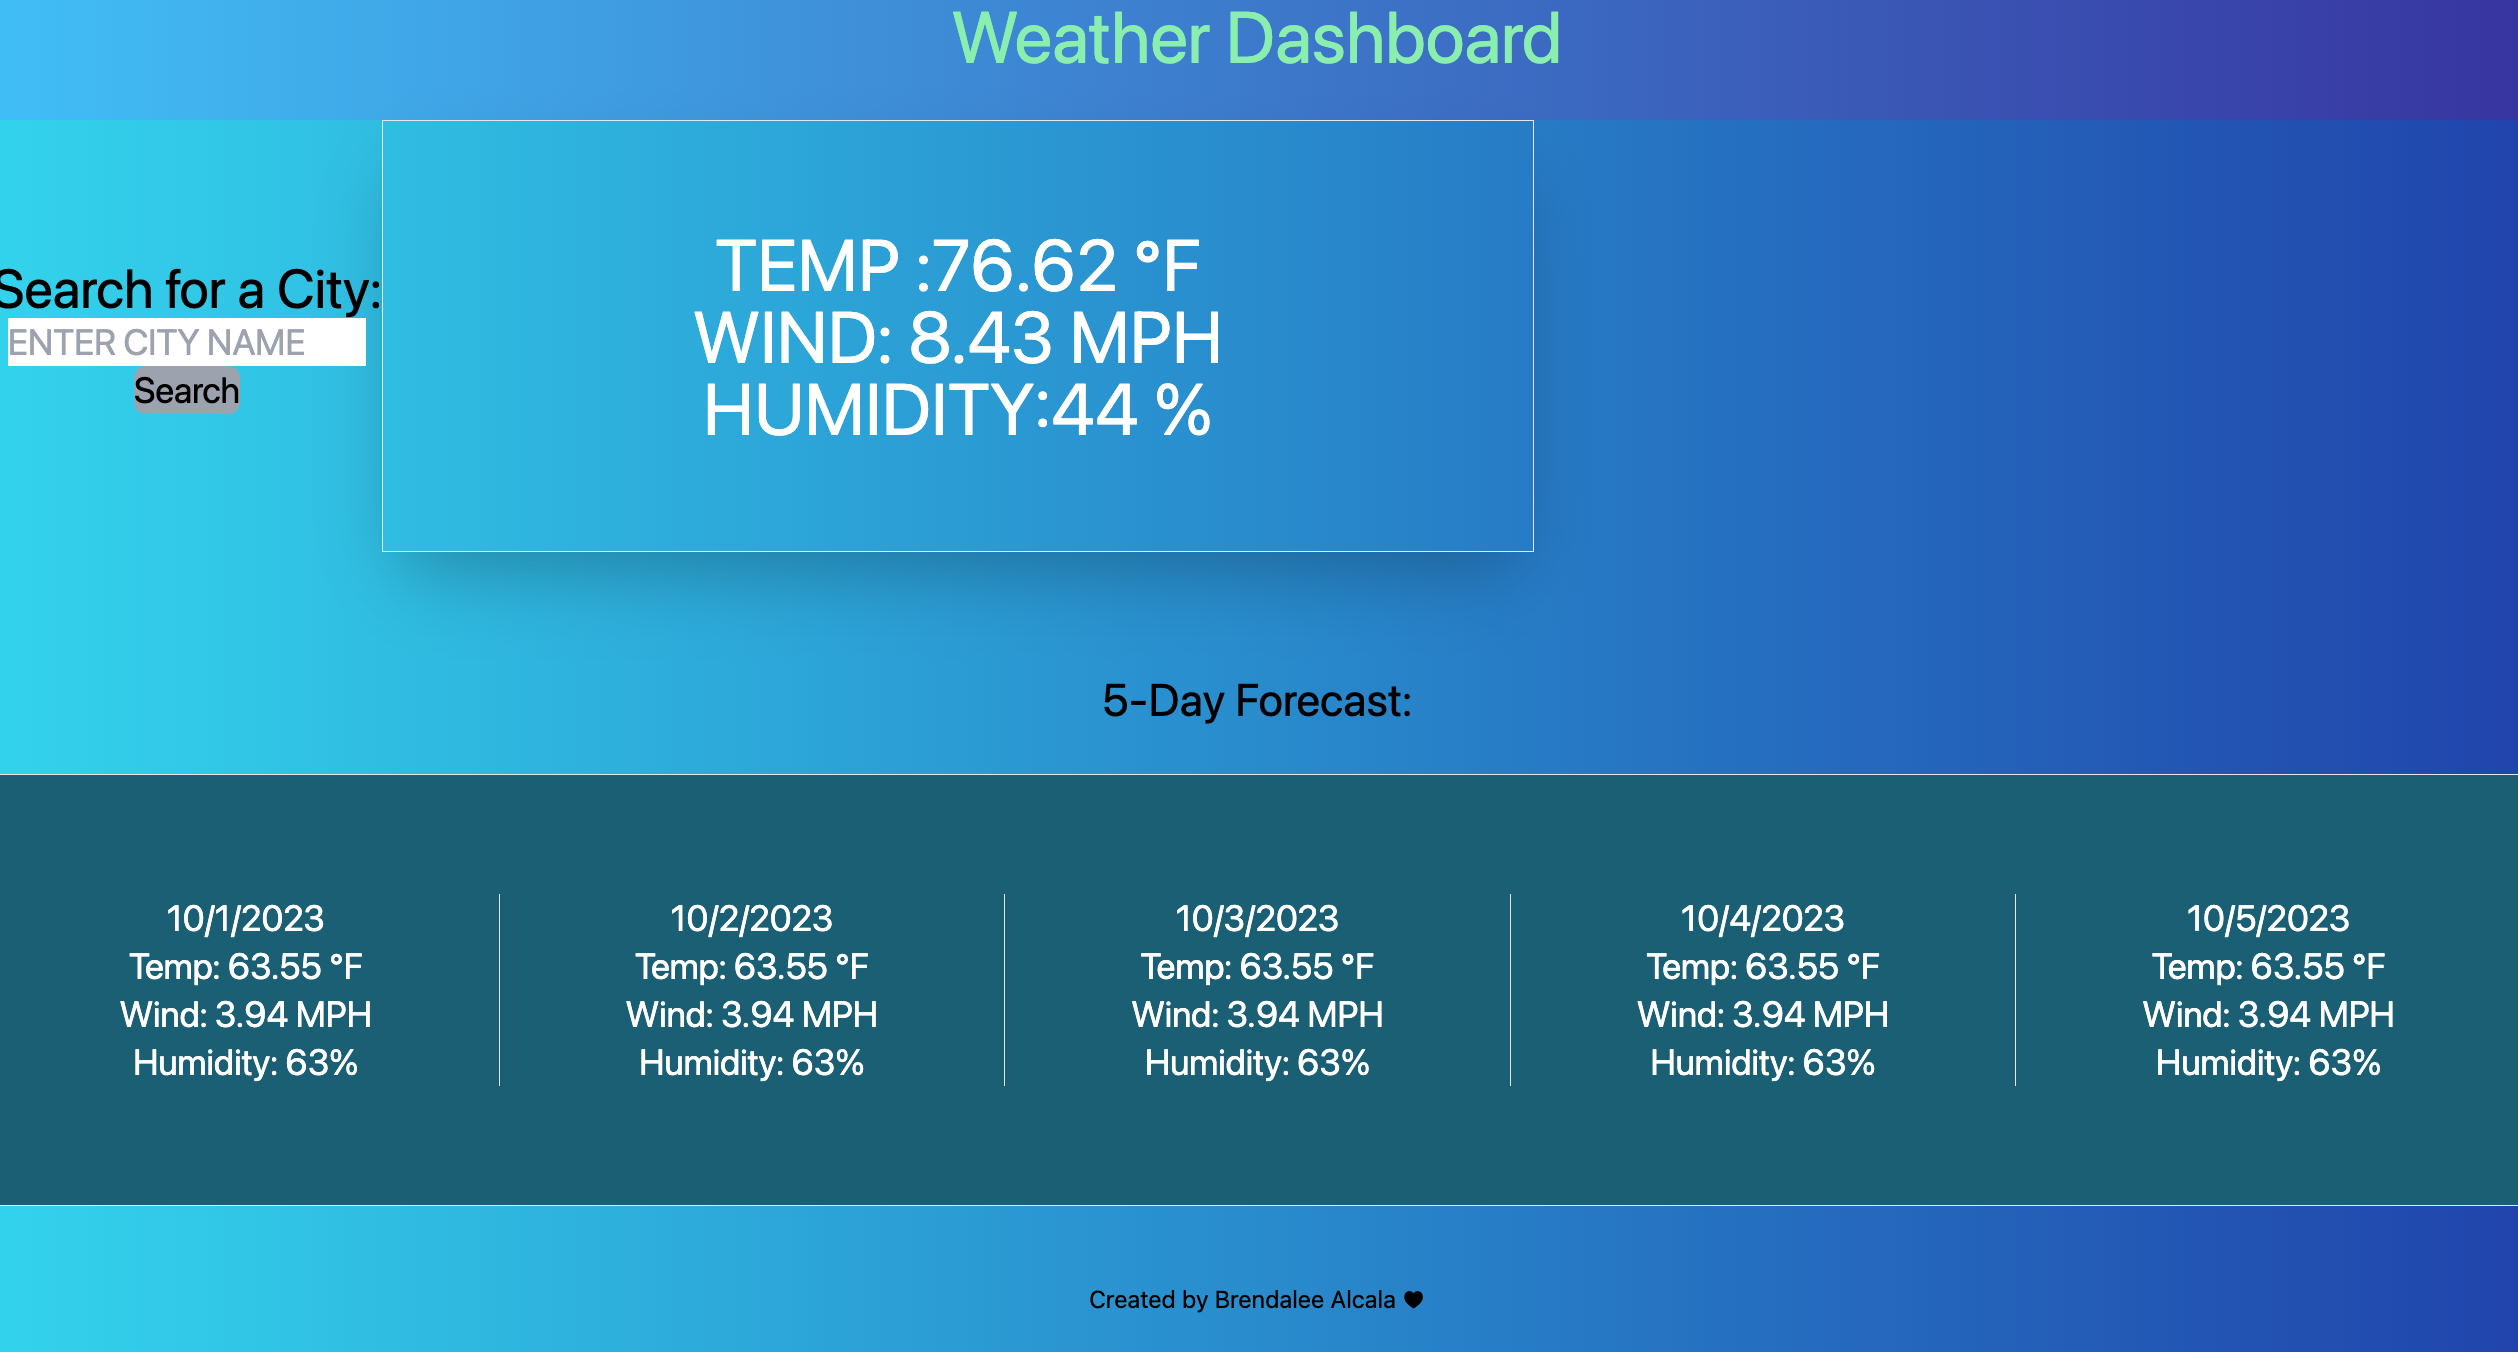 Weather Dashboard
Search for a City:
ENTER CITY NAME
Search
TEMP :76.62 °F
WIND: 8.43 MPH
HUMIDITY:44 %
5-Day Forecast:
10/1/2023
Temp: 63.55 °F
Wind: 3.94 MPH
Humidity: 63%
10/2/2023
Temp: 63.55 °F
Wind: 3.94 MPH
Humidity: 63%
10/3/2023
Temp: 63.55 °F
Wind: 3.94 MPH
Humidity: 63%
10/4/2023
Temp: 63.55 °F
Wind: 3.94 MPH
Humidity: 63%
10/5/2023
Temp: 63.55 °F
Wind: 3.94 MPH
Humidity: 63%
Created by Brendalee Alcala 🖤